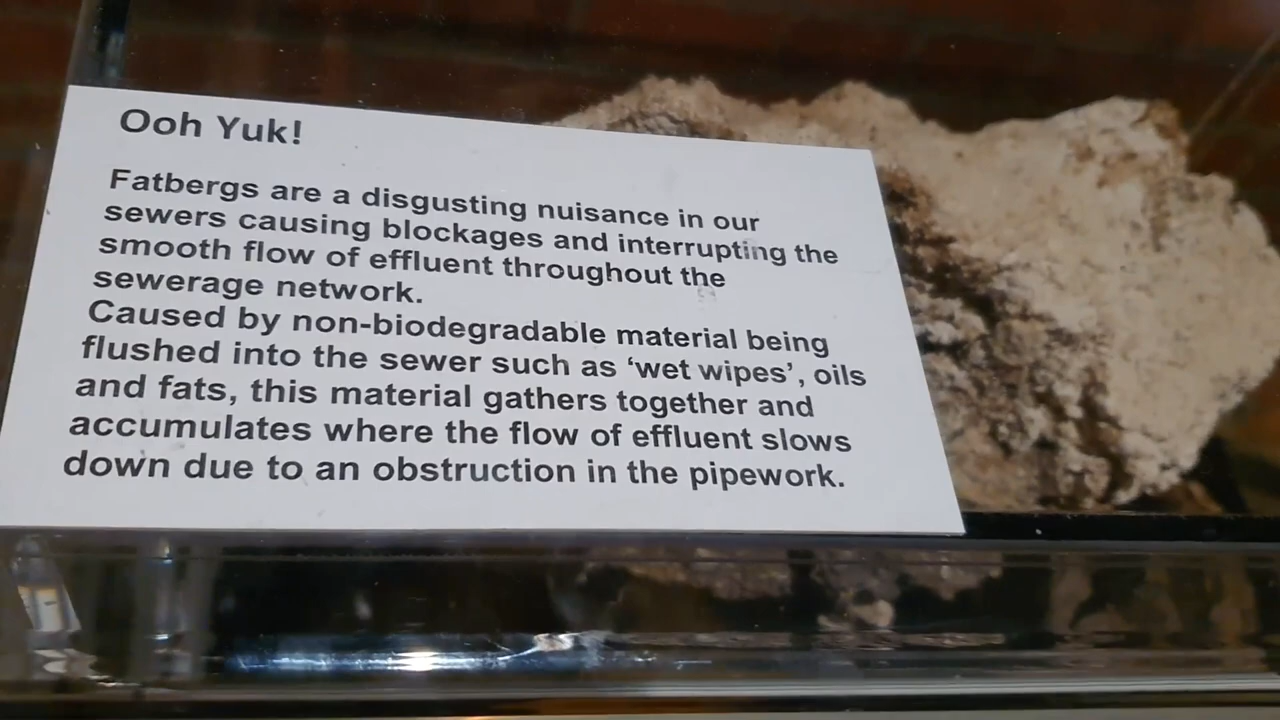 Ooh Yuk!
Fatbergs are a disgusting nuisance in our
sewers causing blockages and interrupting the
smooth flow of effluent throughout the
sewerage network.
Caused by non-biodegradable material being
flushed into the sewer such as ‘wet wipes’, oils
and fats, this material gathers together and
accumulates where the flow of effluent slows
down due to an obstruction in the pipework.